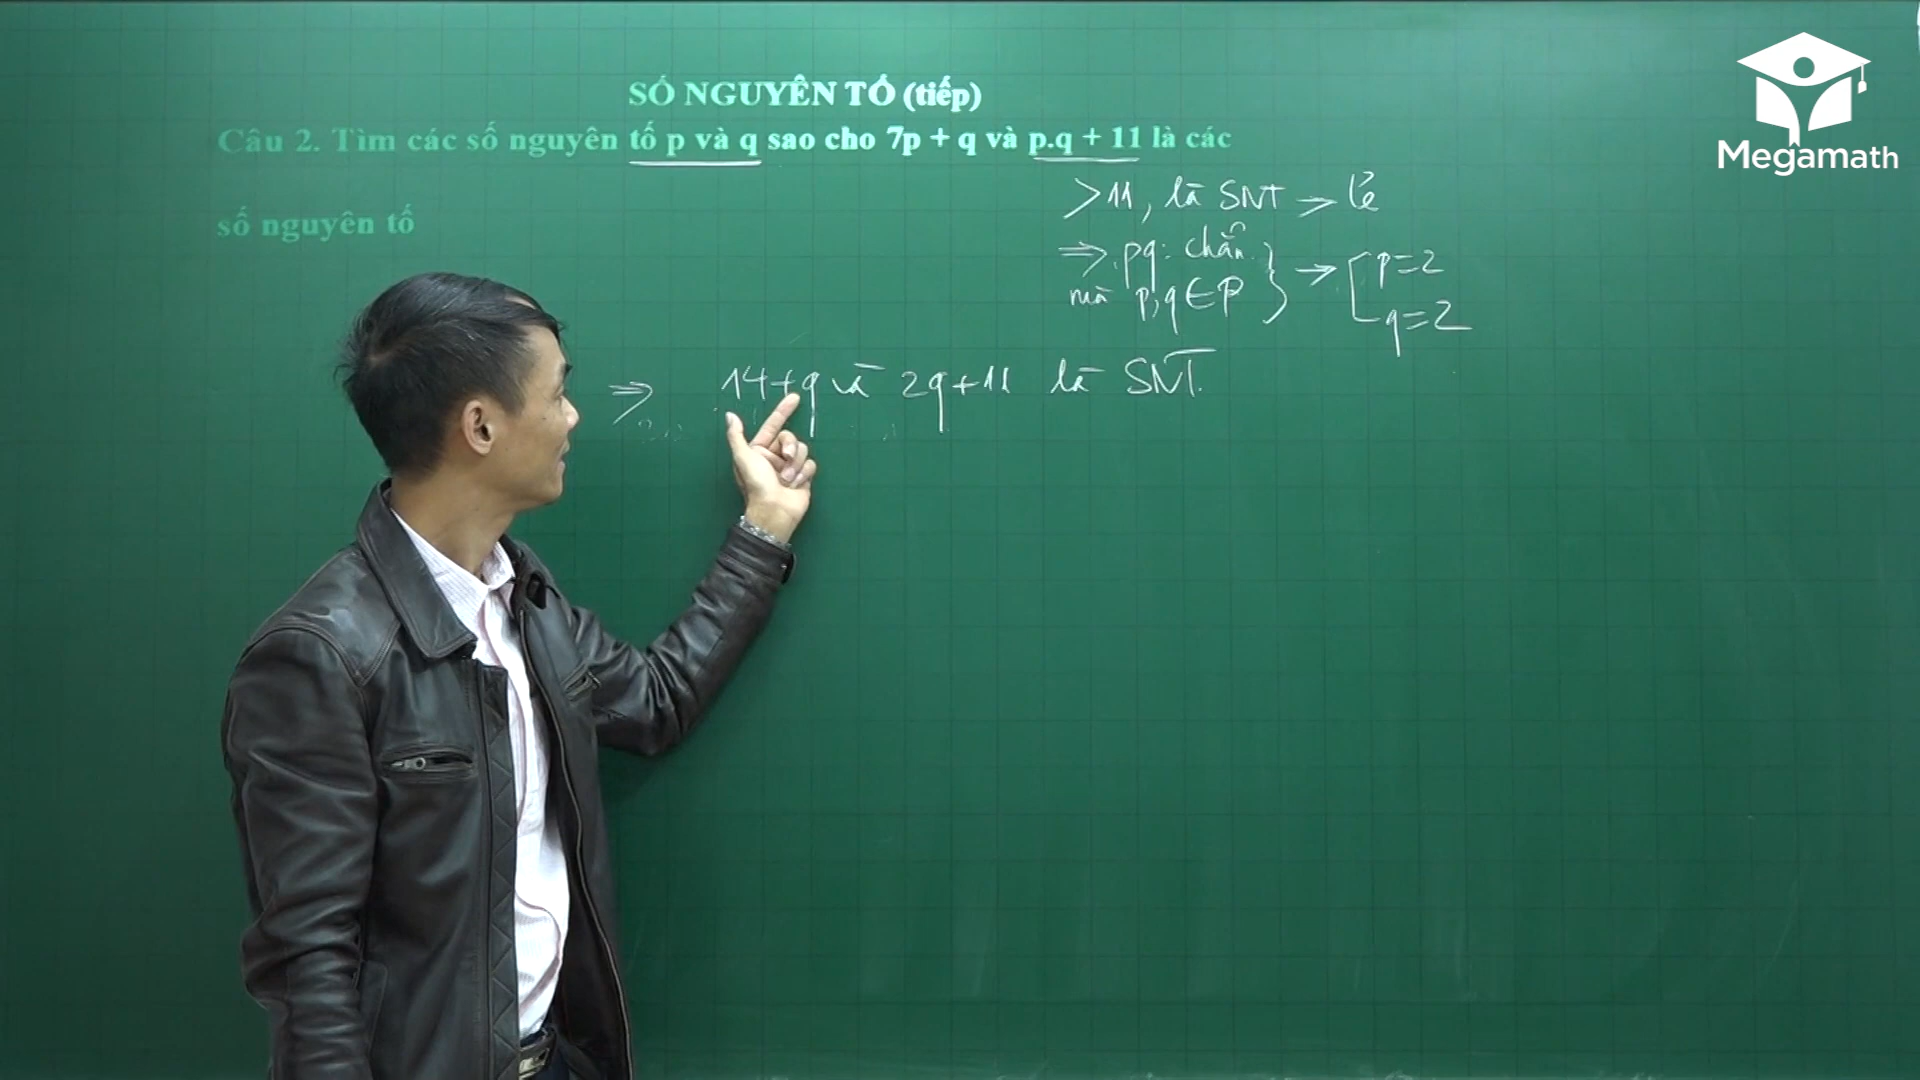 SỐ NGUYÊN TỐ (tiếp)
Câu 2. Tìm các số nguyên tố p và q sao cho 7p + q và p.q + 11 là các
số nguyên tố
Megamath
>11, là SNT → lẻ
⇒ pq: chẵn }
mà p,q ∈ P } → [ p=2
q=2
⇒ 14+q và 2q+11 là SNT.